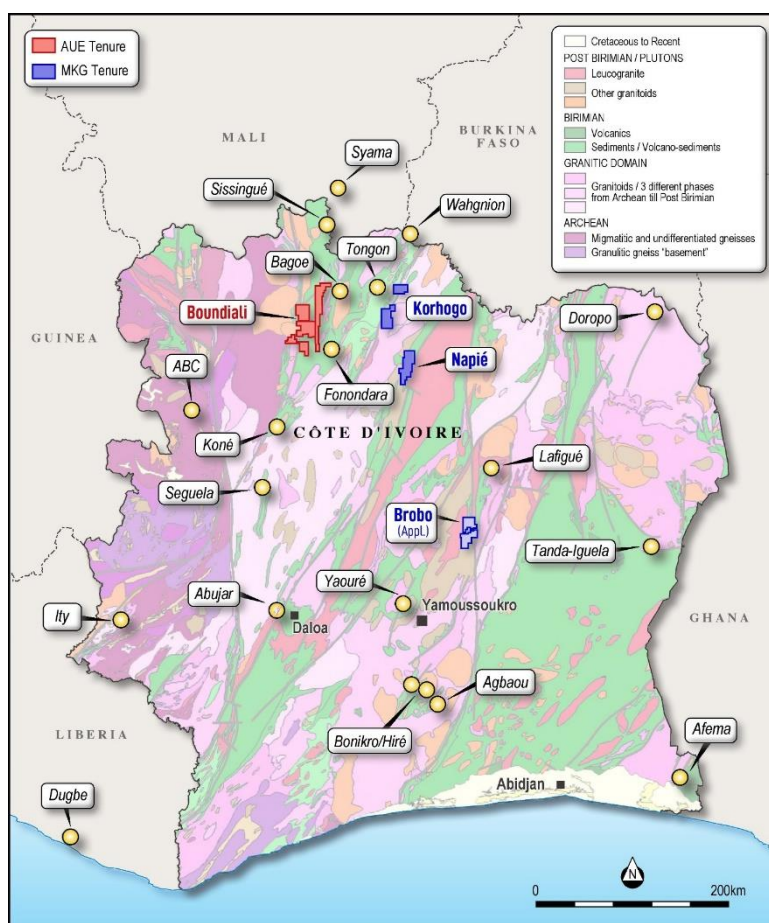 AUE Tenure
MKG Tenure
Cretaceous to Recent
POST BIRIMIAN / PLUTONS
Leucogranite
Other granitoids
BIRIMIAN
Volcanics
Sediments / Volcano-sediments
GRANITIC DOMAIN
Granitoids / 3 different phases
from Archean till Post Birimian
ARCHEAN
Migmatitic and undifferentiated gneisses
Granulitic gneiss "basement"
MALI
BURKINA
FASO
Syama
Sissingué
Wahgnion
Tongon
Bagoe
Boundiali
Korhogo
Doropo
GUINEA
ABC
Napié
Fonondara
Koné
CÔTE D'IVOIRE
Lafigué
Seguela
Brobo
(Appl.)
Tanda-Iguela
Abujar
Yaouré
Ity
Daloa
Yamoussoukro
GHANA
Agbaou
Bonikro/Hiré
LIBERIA
Afema
Abidjan
Dugbe
N
0
200km